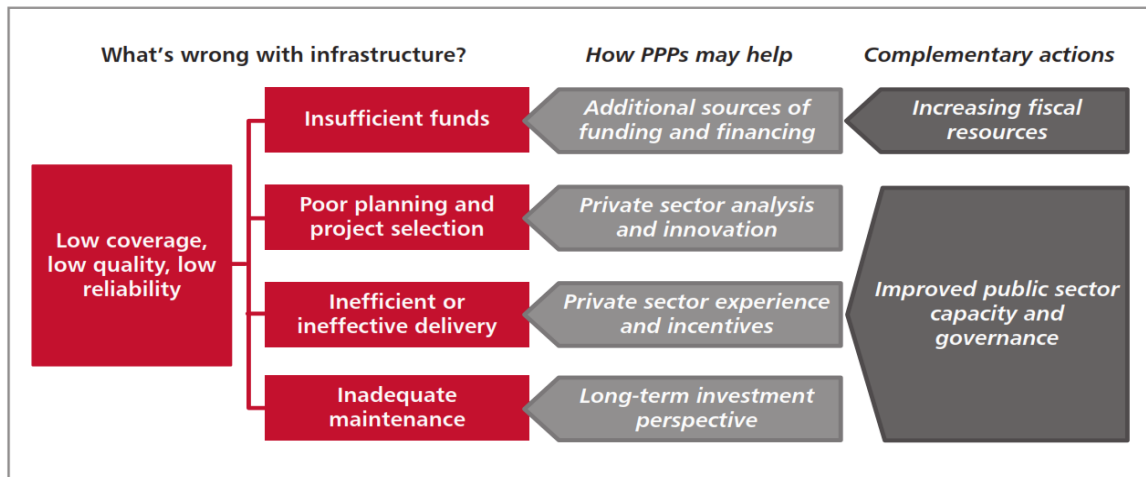 What's wrong with infrastructure?
How PPPs may help
Complementary actions
Low coverage,
low quality, low
reliability
Insufficient funds
Additional sources of
funding and financing
Increasing fiscal
resources
Poor planning and
project selection
Private sector analysis
and innovation
Inefficient or
ineffective delivery
Private sector experience
and incentives
Improved public sector
capacity and
governance
Inadequate
maintenance
Long-term investment
perspective